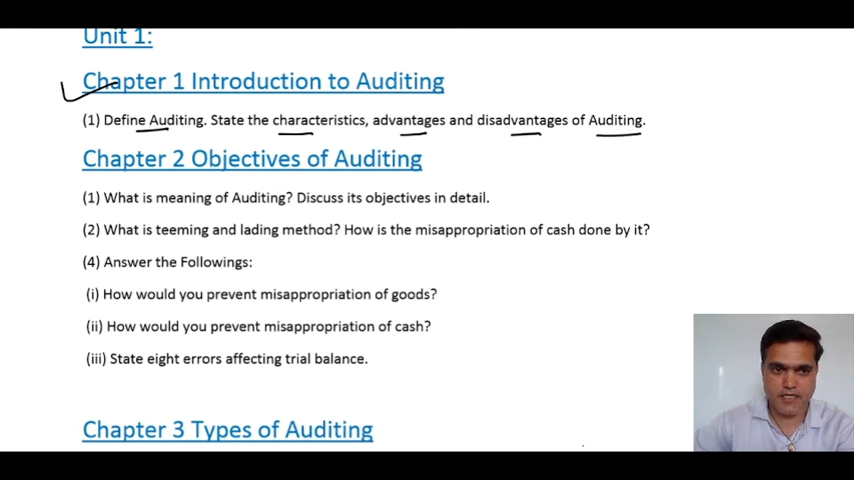 Unit 1:
Chapter 1 Introduction to Auditing
(1) Define Auditing. State the characteristics, advantages and disadvantages of Auditing.
Chapter 2 Objectives of Auditing
(1) What is meaning of Auditing? Discuss its objectives in detail.
(2) What is teeming and lading method? How is the misappropriation of cash done by it?
(4) Answer the Followings:
(i) How would you prevent misappropriation of goods?
(ii) How would you prevent misappropriation of cash?
(iii) State eight errors affecting trial balance.
Chapter 3 Types of Auditing